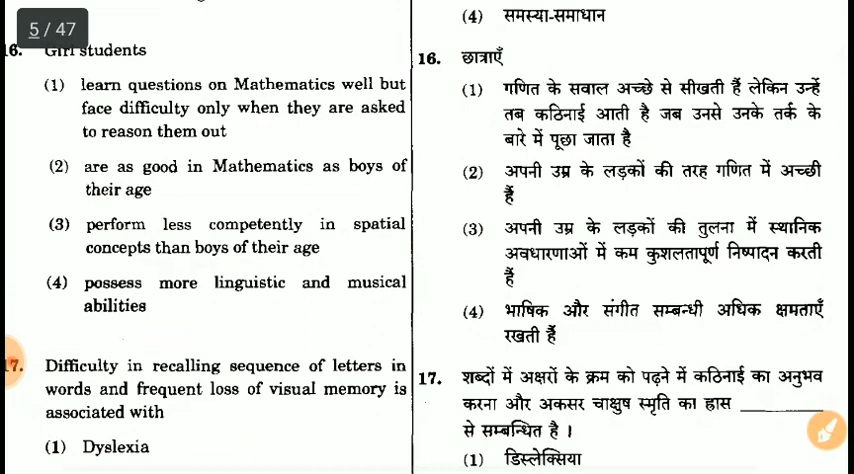 5 / 47
16. Girl students
(1) learn questions on Mathematics well but
face difficulty only when they are asked
to reason them out
(2) are as good in Mathematics as boys of
their age
(3) perform less competently in spatial
concepts than boys of their age
(4) possess more linguistic and musical
abilities
17. Difficulty in recalling sequence of letters in
words and frequent loss of visual memory is
associated with
(1) Dyslexia
(4) समस्या-समाधान
16. छात्राएँ
(1) गणित के सवाल अच्छे से सीखती हैं लेकिन उन्हें
तब कठिनाई आती है जब उनसे उनके तर्क के
बारे में पूछा जाता है
(2) अपनी उम्र के लड़कों की तरह गणित में अच्छी
हैं
(3) अपनी उम्र के लड़कों की तुलना में स्थानिक
अवधारणाओं में कम कुशलतापूर्ण निष्पादन करती
हैं
(4) भाषिक और संगीत सम्बन्धी अधिक क्षमताएँ
रखती हैं
17. शब्दों में अक्षरों के क्रम को पढ़ने में कठिनाई का अनुभव
करना और अकसर चाक्षुष स्मृति का ह्रास ________
से सम्बन्धित है ।
(1) डिस्लेक्सिया